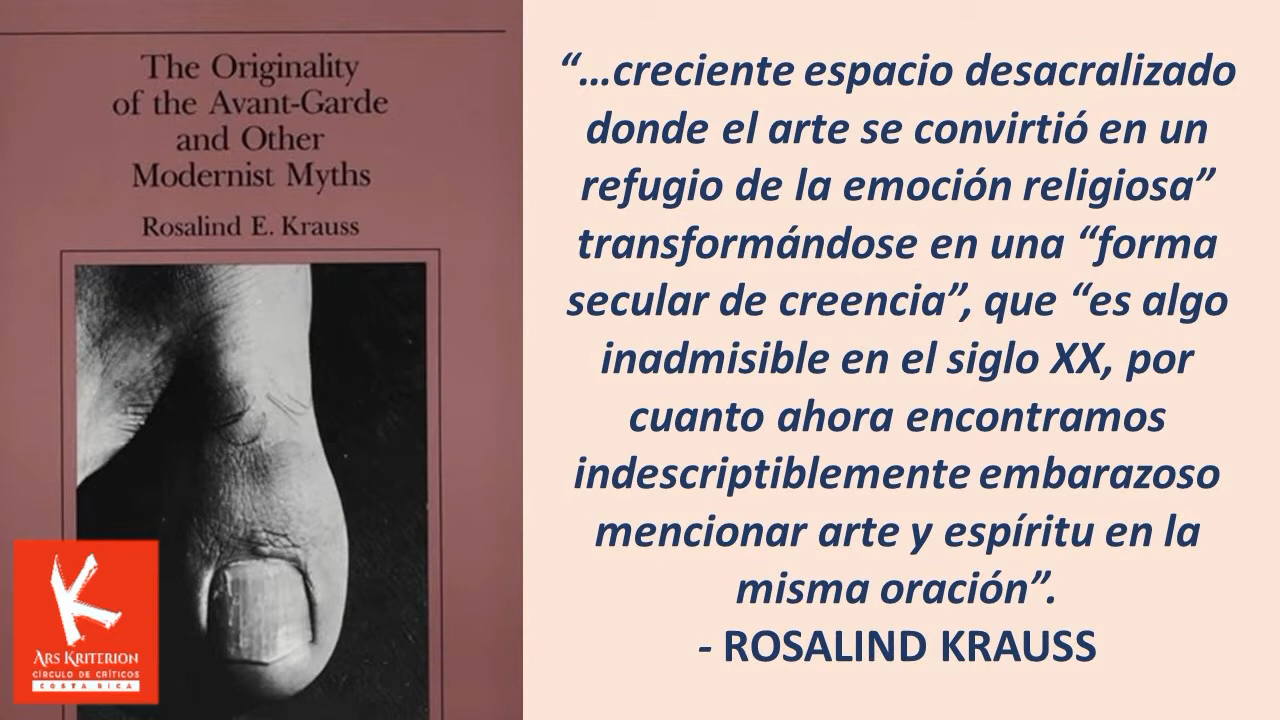 The Originality
of the Avant-Garde
and Other
Modernist Myths
Rosalind E. Krauss
ARS KRITERION
CÍRCULO DE CRÍTICOS
COSTA RICA
“…creciente espacio desacralizado
donde el arte se convirtió en un
refugio de la emoción religiosa”
transformándose en una “forma
secular de creencia”, que “es algo
inadmisible en el siglo XX, por
cuanto ahora encontramos
indescriptiblemente embarazoso
mencionar arte y espíritu en la
misma oración”.
- ROSALIND KRAUSS